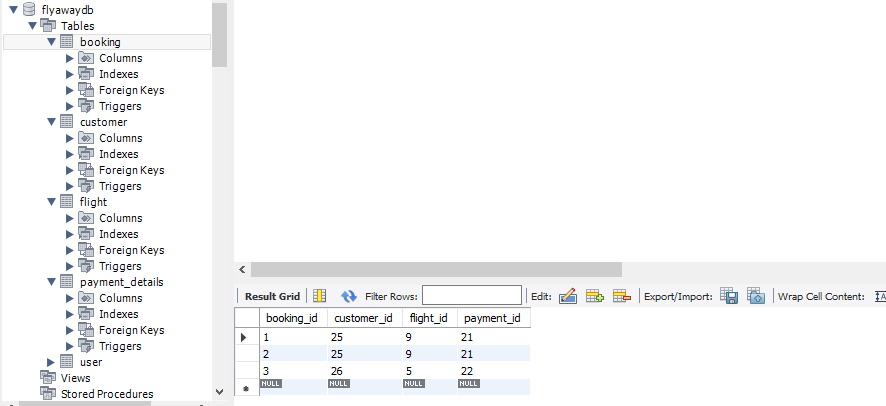 flyawaydb
Tables
booking
Columns
Indexes
Foreign Keys
Triggers
customer
Columns
Indexes
Foreign Keys
Triggers
flight
Columns
Indexes
Foreign Keys
Triggers
payment_details
Columns
Indexes
Foreign Keys
Triggers
user
Views
Stored Procedures
Result Grid Filter Rows: Edit: Export/Import: Wrap Cell Content:
booking_id customer_id flight_id payment_id
1 25 9 21
2 25 9 21
3 26 5 22
NULL NULL NULL NULL